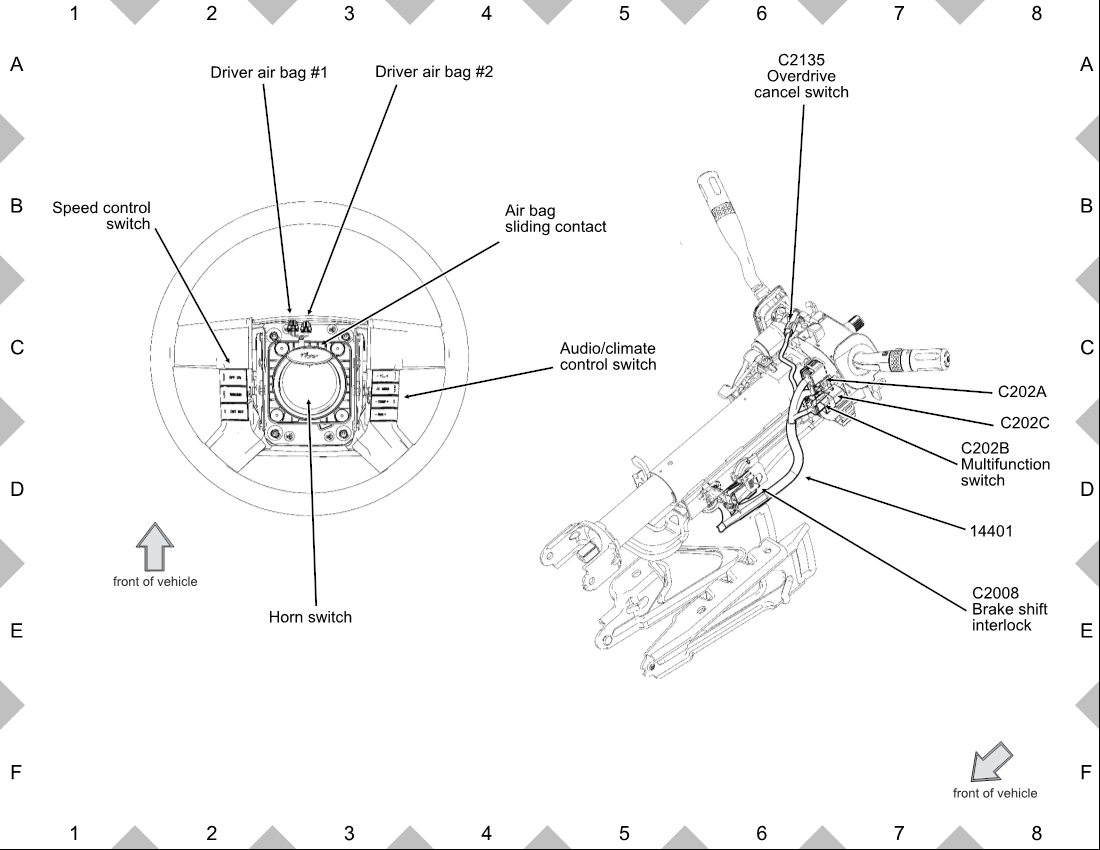 1 2 3 4 5 6 7 8
A A
Driver air bag #1
Driver air bag #2
C2135
Overdrive
cancel switch
B B
Speed control
switch
Air bag
sliding contact
C C
Audio/climate
control switch
C202A
C202C
C202B
Multifunction
switch
D D
14401
front of vehicle
C2008
Brake shift
interlock
Horn switch
E E
F F
front of vehicle
1 2 3 4 5 6 7 8